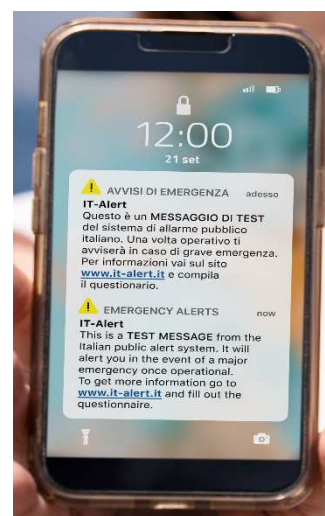 12:00
21 set
AVVISI DI EMERGENZA adesso
IT-Alert
Questo è un MESSAGGIO DI TEST
del sistema di allarme pubblico
italiano. Una volta operativo ti
avviserà in caso di grave emergenza.
Per informazioni vai sul sito
www.it-alert.it e compila
il questionario.
EMERGENCY ALERTS now
IT-Alert
This is a TEST MESSAGE from the
Italian public alert system. It will
alert you in the event of a major
emergency once operational.
To get more information go to
www.it-alert.it and fill out the
questionnaire.